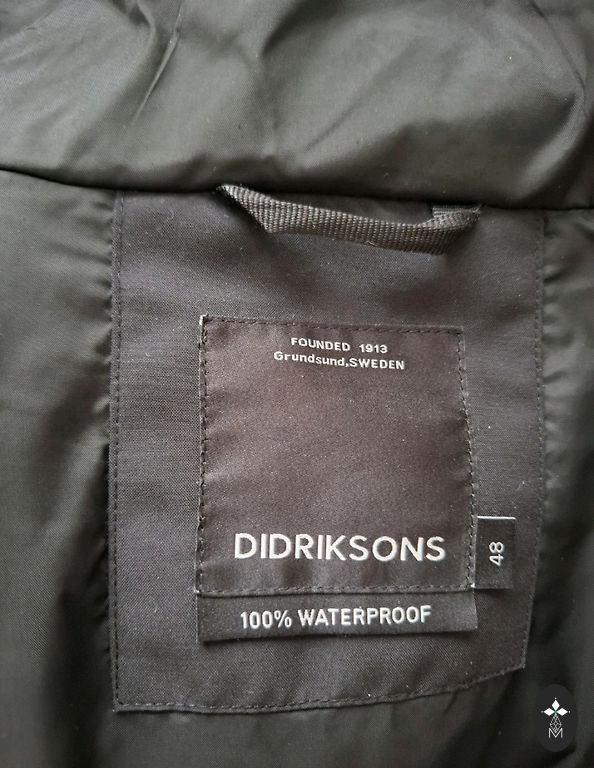 FOUNDED 1913
Grundsund,SWEDEN
DIDRIKSONS
48
100% WATERPROOF
M